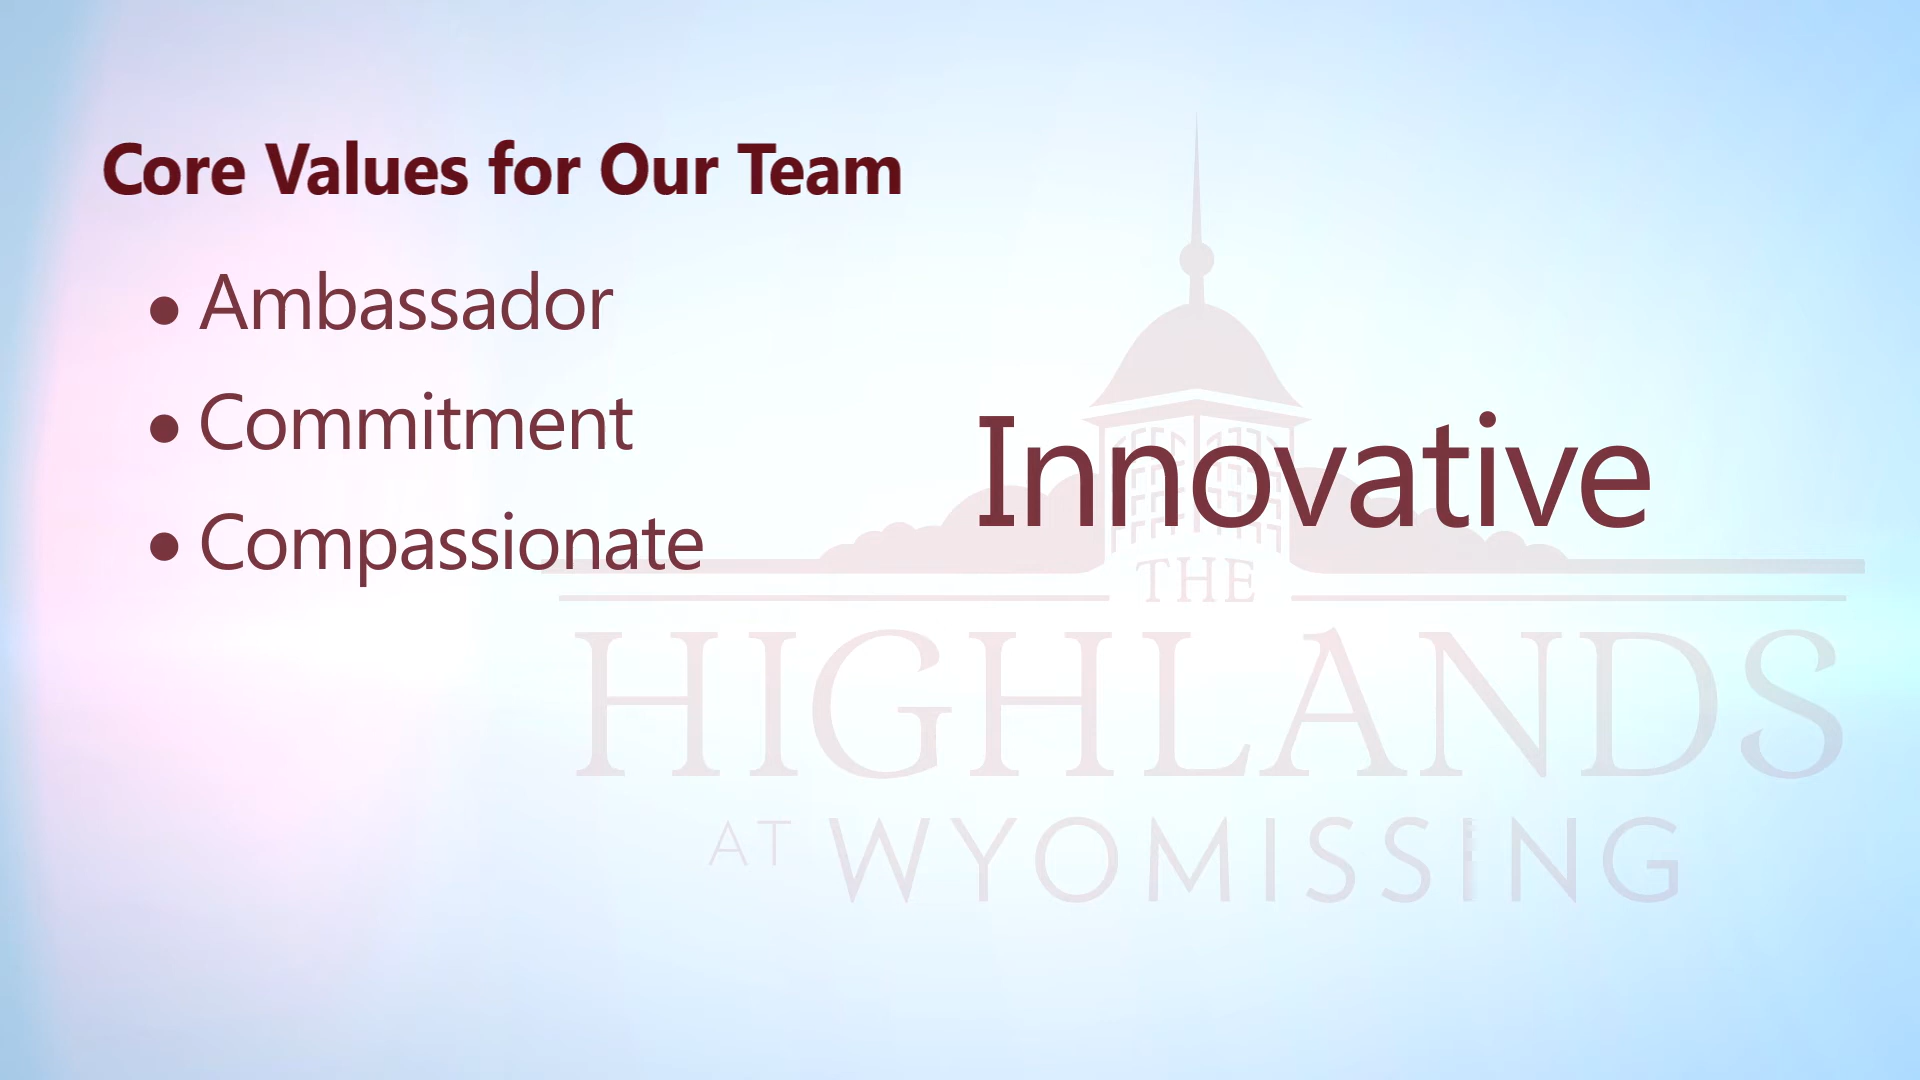 Core Values for Our Team
• Ambassador
• Commitment
• Compassionate
Innovative
THE
HIGHLANDS
AT WYOMISSING